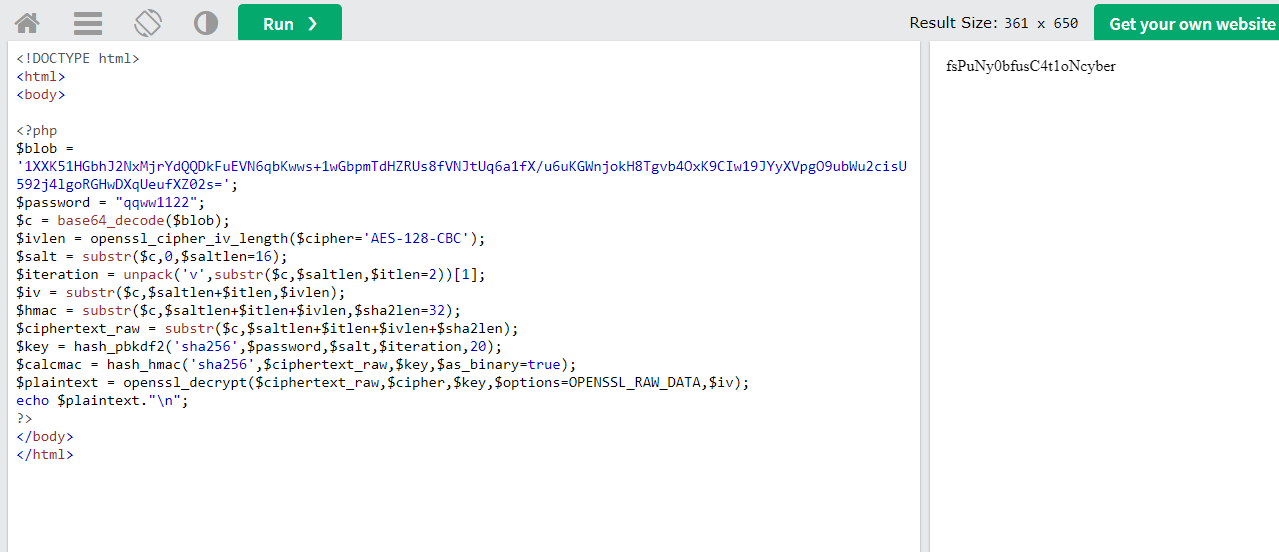 Run ❯
Result Size: 361 x 650
Get your own website
<!DOCTYPE html>
<html>
<body>
<?php
$blob =
'1XXK51HGbhJ2NxMjrYdQQDkFuEVN6qbKwws+1wGbpmTdHZRUs8fVNJtUq6a1fX/u6uKGWnjokH8Tgvb4OxK9CIw19JYyXVpgO9ubWu2cisU
592j4lgoRGHwDXqUeufXZ02s=';
$password = "qqww1122";
$c = base64_decode($blob);
$ivlen = openssl_cipher_iv_length($cipher='AES-128-CBC');
$salt = substr($c,0,$saltlen=16);
$iteration = unpack('v',substr($c,$saltlen,$itlen=2))[1];
$iv = substr($c,$saltlen+$itlen,$ivlen);
$hmac = substr($c,$saltlen+$itlen+$ivlen,$sha2len=32);
$ciphertext_raw = substr($c,$saltlen+$itlen+$ivlen+$sha2len);
$key = hash_pbkdf2('sha256',$password,$salt,$iteration,20);
$calcmac = hash_hmac('sha256',$ciphertext_raw,$key,$as_binary=true);
$plaintext = openssl_decrypt($ciphertext_raw,$cipher,$key,$options=OPENSSL_RAW_DATA,$iv);
echo $plaintext."\n";
?>
</body>
</html>
fsPuNy0bfusC4t1oNcyber